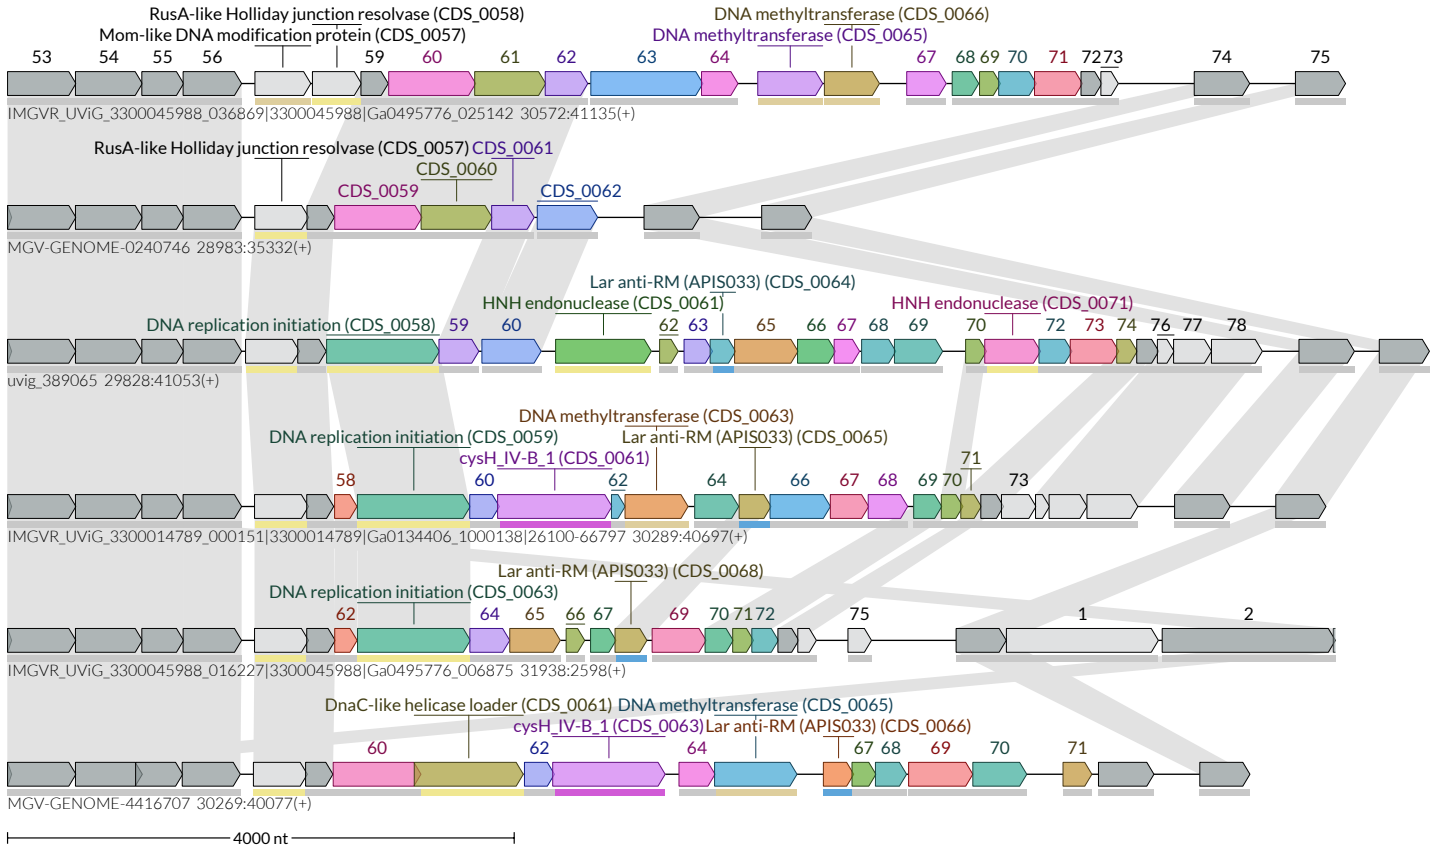 RusA-like Holliday junction resolvase (CDS_0058) DNA methyltransferase (CDS_0066)
Mom-like DNA modification protein (CDS_0057) DNA methyltransferase (CDS_0065)
53 54 55 56 59 60 61 62 63 64 67 68 69 70 71 72 73 74 75
IMGVR_UViG_3300045988_036869|3300045988|Ga0495776_025142 30572:41135(+)
RusA-like Holliday junction resolvase (CDS_0057) CDS_0061
CDS_0060
CDS_0059 CDS_0062
MGV-GENOME-0240746 28983:35332(+)
Lar anti-RM (APIS033) (CDS_0064)
HNH endonuclease (CDS_0061) HNH endonuclease (CDS_0071)
DNA replication initiation (CDS_0058) 59 60 62 63 65 66 67 68 69 70 72 73 74 76 77 78
uvig_389065 29828:41053(+)
DNA methyltransferase (CDS_0063)
DNA replication initiation (CDS_0059) Lar anti-RM (APIS033) (CDS_0065)
cysH_IV-B_1 (CDS_0061) 71
58 60 62 64 66 67 68 69 70 73
IMGVR_UViG_3300014789_000151|3300014789|Ga0134406_1000138|26100-66797 30289:40697(+)
Lar anti-RM (APIS033) (CDS_0068)
DNA replication initiation (CDS_0063)
62 64 65 66 67 69 70 71 72 75 1 2
IMGVR_UViG_3300045988_016227|3300045988|Ga0495776_006875 31938:2598(+)
DnaC-like helicase loader (CDS_0061) DNA methyltransferase (CDS_0065)
cysH_IV-B_1 (CDS_0063) Lar anti-RM (APIS033) (CDS_0066)
60 62 64 67 68 69 70 71
MGV-GENOME-4416707 30269:40077(+)
4000 nt